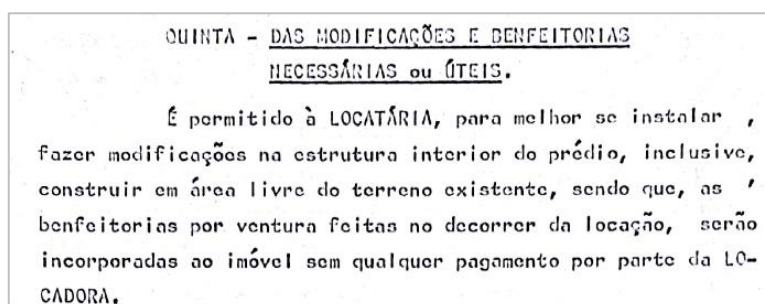 QUINTA - DAS MODIFICAÇÕES E BENFEITORIAS
NECESSÁRIAS ou ÚTEIS.
É permitido à LOCATÁRIA, para melhor se instalar ,
fazer modificações na estrutura interior do prédio, inclusive,
construir em área livre do terreno existente, sendo que, as '
benfeitorias por ventura feitas no decorrer da locação, serão
incorporadas ao imóvel sem qualquer pagamento por parte da LO-
CADORA.